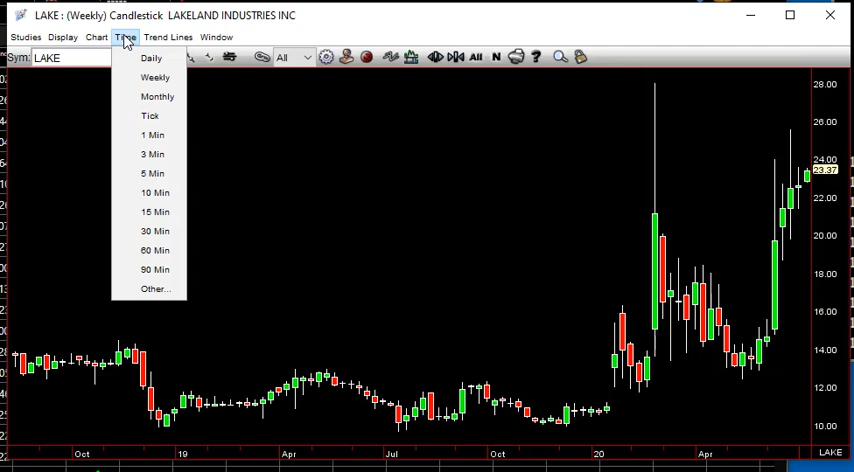 LAKE : (Weekly) Candlestick LAKELAND INDUSTRIES INC
Studies Display Chart Time Trend Lines Window
Sym: LAKE All All N ?
Daily
Weekly
Monthly
Tick
1 Min
3 Min
5 Min
10 Min
15 Min
30 Min
60 Min
90 Min
Other...
28.00
26.00
24.00
23.37
22.00
20.00
18.00
16.00
14.00
12.00
10.00
Oct 19 Apr Jul Oct 20 Apr LAKE